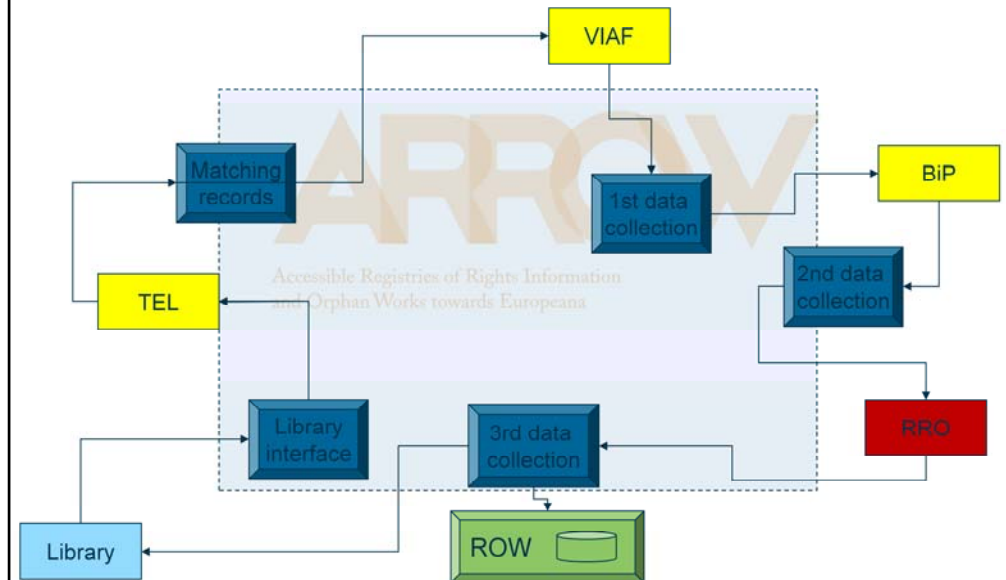 VIAF
ARROW
Matching
records
1st data
collection
BiP
Accessible Registries of Rights Information
and Orphan Works towards Europeana
2nd data
collection
TEL
Library
interface
3rd data
collection
RRO
Library
ROW